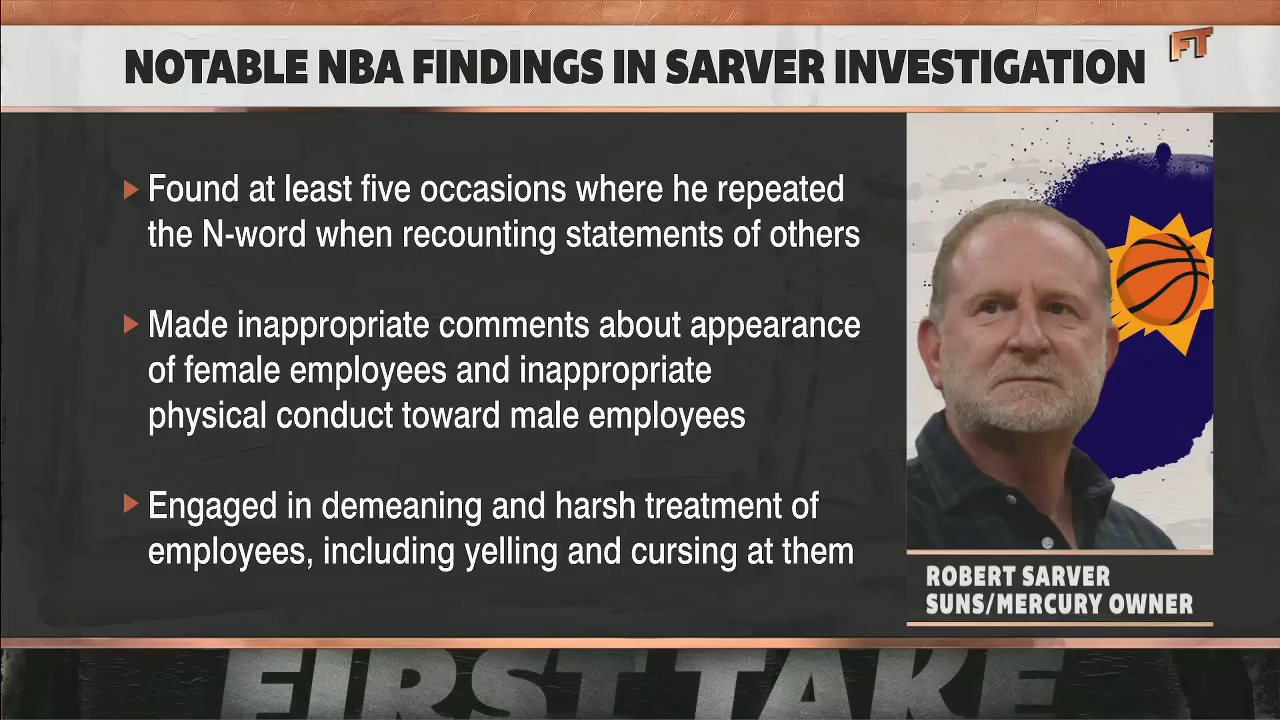 NOTABLE NBA FINDINGS IN SARVER INVESTIGATION
FT
Found at least five occasions where he repeated
the N-word when recounting statements of others
Made inappropriate comments about appearance
of female employees and inappropriate
physical conduct toward male employees
Engaged in demeaning and harsh treatment of
employees, including yelling and cursing at them
ROBERT SARVER
SUNS/MERCURY OWNER
FIRST TAKE